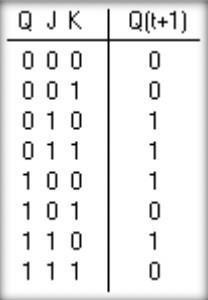 Q J K Q(t+1)
0 0 0 0
0 0 1 0
0 1 0 1
0 1 1 1
1 0 0 1
1 0 1 0
1 1 0 1
1 1 1 0